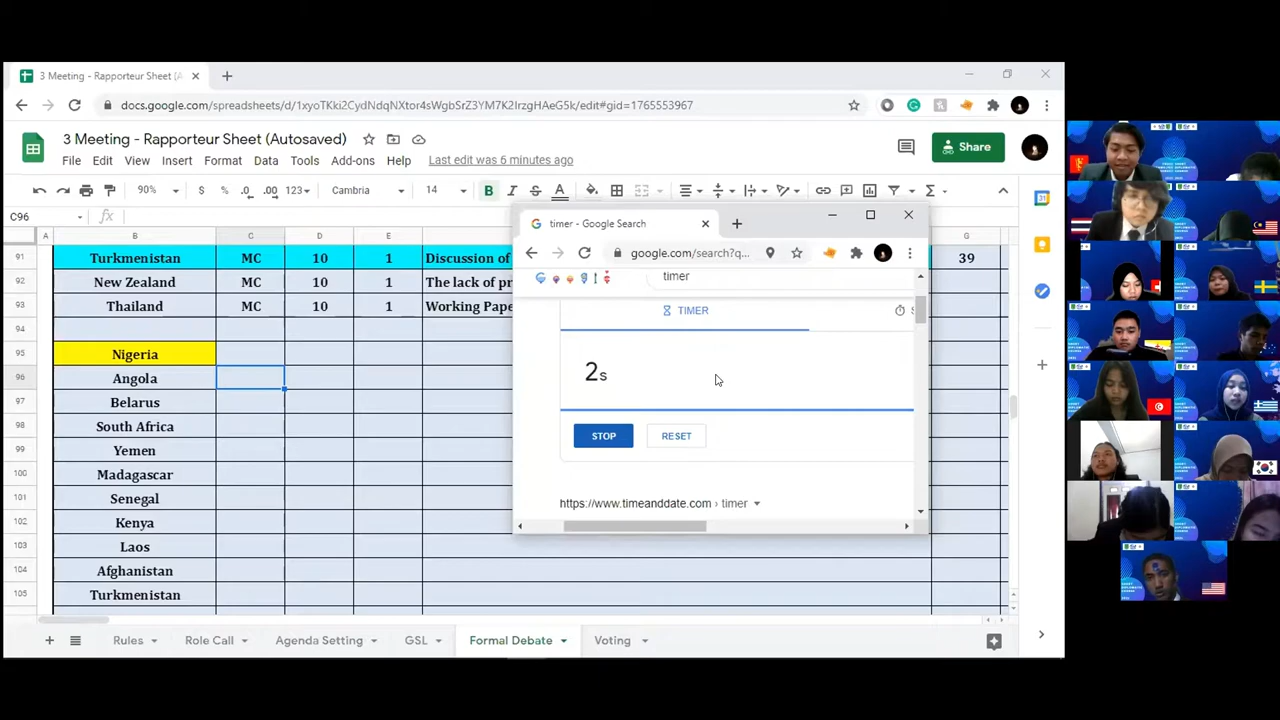 3 Meeting - Rapporteur Sheet (A
docs.google.com/spreadsheets/d/1xyoTKki2CydNdqNXtor4sWgbSrZ3YM7K2IrzgHAeG5k/edit#gid=1765553967
3 Meeting - Rapporteur Sheet (Autosaved)
File Edit View Insert Format Data Tools Add-ons Help Last edit was 6 minutes ago
Share
90% $ % .0 .00 123 Cambria 14 B I S A
C96 fx
A B C D E G
91 Turkmenistan MC 10 1 Discussion of 39
92 New Zealand MC 10 1 The lack of pr
93 Thailand MC 10 1 Working Pape
94
95 Nigeria
96 Angola
97 Belarus
98 South Africa
99 Yemen
100 Madagascar
101 Senegal
102 Kenya
103 Laos
104 Afghanistan
105 Turkmenistan
timer - Google Search
google.com/search?q...
timer
TIMER S
2s
STOP RESET
https://www.timeanddate.com › timer
Rules Role Call Agenda Setting GSL Formal Debate Voting